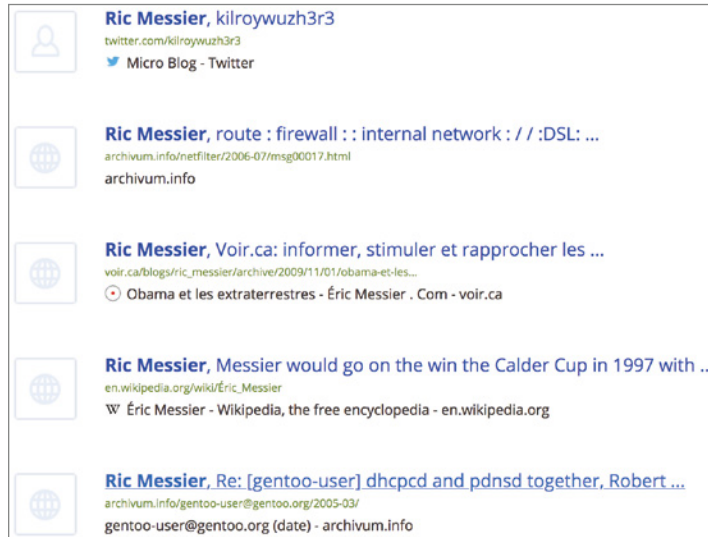 Ric Messier, kilroywuzh3r3
twitter.com/kilroywuzh3r3
Micro Blog - Twitter
Ric Messier, route : firewall : : internal network : / / :DSL: ...
archivum.info/netfilter/2006-07/msg00017.html
archivum.info
Ric Messier, Voir.ca: informer, stimuler et rapprocher les ...
voir.ca/blogs/ric_messier/archive/2009/11/01/obama-et-les...
Obama et les extraterrestres - Éric Messier . Com - voir.ca
Ric Messier, Messier would go on the win the Calder Cup in 1997 with ..
en.wikipedia.org/wiki/Éric_Messier
W Éric Messier - Wikipedia, the free encyclopedia - en.wikipedia.org
Ric Messier, Re: [gentoo-user] dhcpcd and pdnsd together, Robert ...
archivum.info/gentoo-user@gentoo.org/2005-03/
gentoo-user@gentoo.org (date) - archivum.info